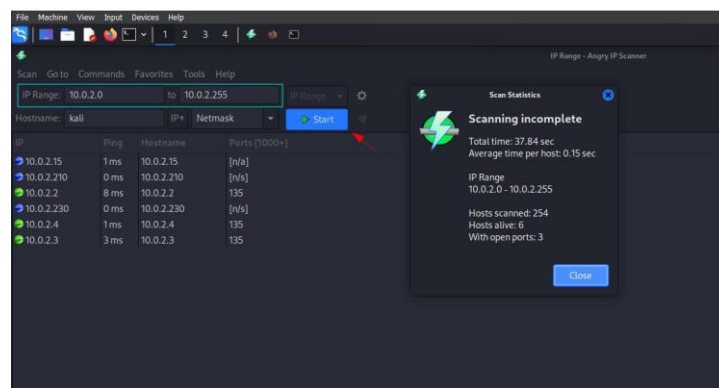 File Machine View Input Devices Help
1 2 3 4
IP Range - Angry IP Scanner
Scan Go to Commands Favorites Tools Help
IP Range: 10.0.2.0 to 10.0.2.255 IP Range
Hostname: kali IP↑ Netmask Start
IP Ping Hostname Ports [1000+]
10.0.2.15 1 ms 10.0.2.15 [n/a]
10.0.2.210 0 ms 10.0.2.210 [n/s]
10.0.2.2 8 ms 10.0.2.2 135
10.0.2.230 0 ms 10.0.2.230 [n/s]
10.0.2.4 1 ms 10.0.2.4 135
10.0.2.3 3 ms 10.0.2.3 135
Scan Statistics
Scanning incomplete
Total time: 37.84 sec
Average time per host: 0.15 sec
IP Range
10.0.2.0 - 10.0.2.255
Hosts scanned: 254
Hosts alive: 6
With open ports: 3
Close